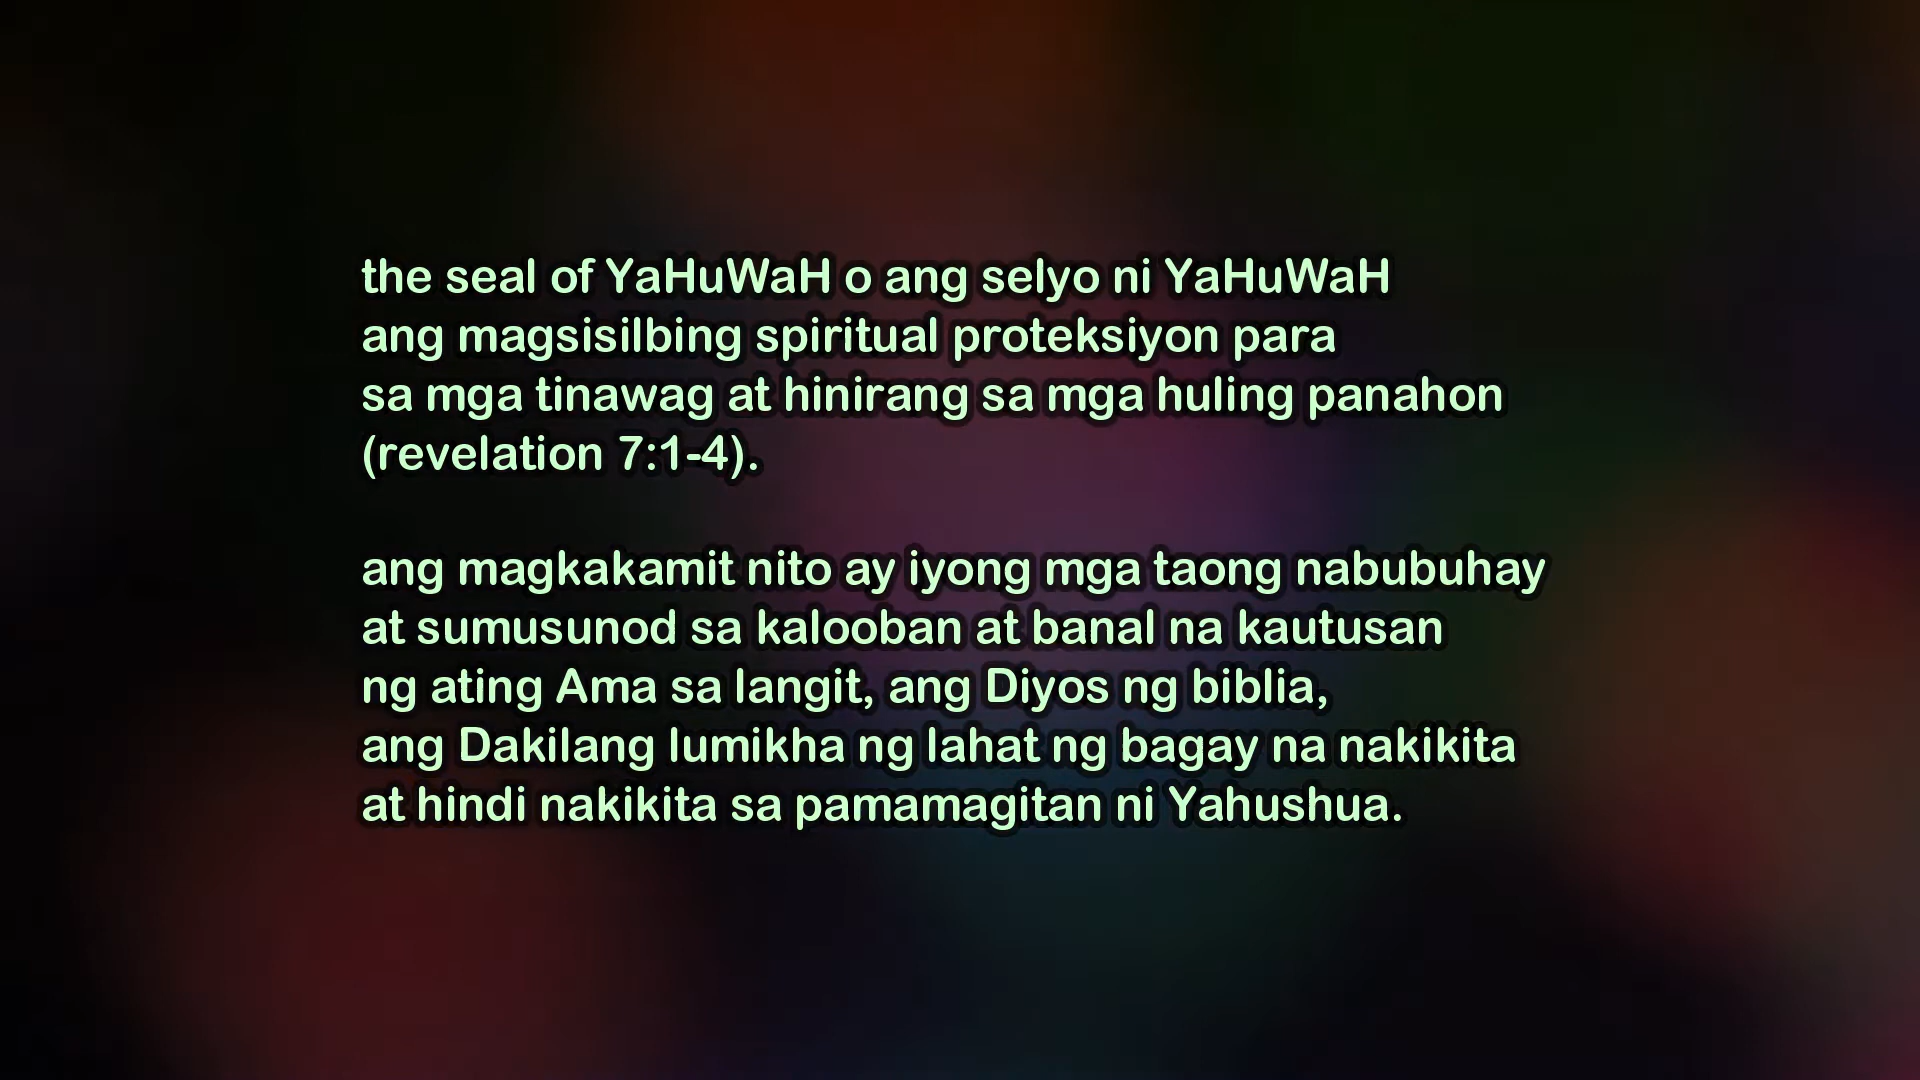 the seal of YaHuWaH o ang selyo ni YaHuWaH
ang magsisilbing spiritual proteksiyon para
sa mga tinawag at hinirang sa mga huling panahon
(revelation 7:1-4).
ang magkakamit nito ay iyong mga taong nabubuhay
at sumusunod sa kalooban at banal na kautusan
ng ating Ama sa langit, ang Diyos ng biblia,
ang Dakilang lumikha ng lahat ng bagay na nakikita
at hindi nakikita sa pamamagitan ni Yahushua.